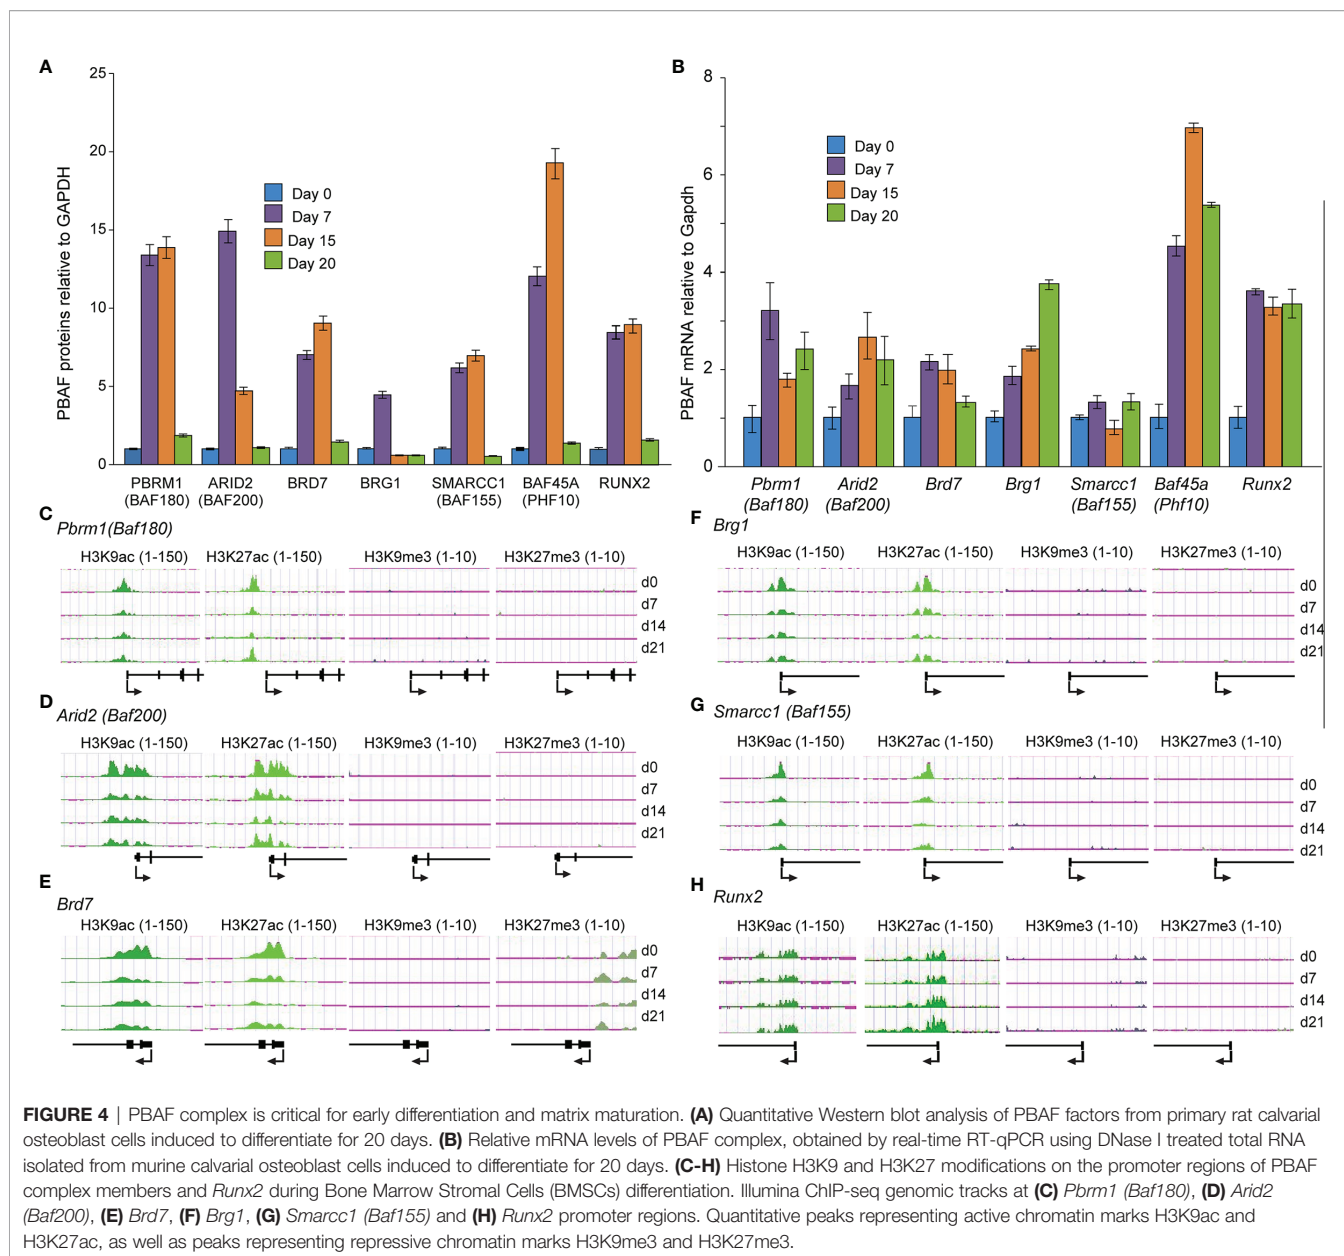 A
PBAF proteins relative to GAPDH
25
20
15
10
5
0
Day 0
Day 7
Day 15
Day 20
PBRM1 (BAF180)
ARID2 (BAF200)
BRD7
BRG1
SMARCC1 (BAF155)
BAF45A (PHF10)
RUNX2
B
PBAF mRNA relative to Gapdh
8
6
4
2
0
Day 0
Day 7
Day 15
Day 20
Pbrm1 (Baf180)
Arid2 (Baf200)
Brd7
Brg1
Smarcc1 (Baf155)
Baf45a (Phf10)
Runx2
C
Pbrm1(Baf180)
H3K9ac (1-150) H3K27ac (1-150) H3K9me3 (1-10) H3K27me3 (1-10)
d0
d7
d14
d21
D
Arid2 (Baf200)
H3K9ac (1-150) H3K27ac (1-150) H3K9me3 (1-10) H3K27me3 (1-10)
d0
d7
d14
d21
E
Brd7
H3K9ac (1-150) H3K27ac (1-150) H3K9me3 (1-10) H3K27me3 (1-10)
d0
d7
d14
d21
F
Brg1
H3K9ac (1-150) H3K27ac (1-150) H3K9me3 (1-10) H3K27me3 (1-10)
d0
d7
d14
d21
G
Smarcc1 (Baf155)
H3K9ac (1-150) H3K27ac (1-150) H3K9me3 (1-10) H3K27me3 (1-10)
d0
d7
d14
d21
H
Runx2
H3K9ac (1-150) H3K27ac (1-150) H3K9me3 (1-10) H3K27me3 (1-10)
d0
d7
d14
d21
FIGURE 4 | PBAF complex is critical for early differentiation and matrix maturation. (A) Quantitative Western blot analysis of PBAF factors from primary rat calvarial
osteoblast cells induced to differentiate for 20 days. (B) Relative mRNA levels of PBAF complex, obtained by real-time RT-qPCR using DNase I treated total RNA
isolated from murine calvarial osteoblast cells induced to differentiate for 20 days. (C-H) Histone H3K9 and H3K27 modifications on the promoter regions of PBAF
complex members and Runx2 during Bone Marrow Stromal Cells (BMSCs) differentiation. Illumina ChIP-seq genomic tracks at (C) Pbrm1 (Baf180), (D) Arid2
(Baf200), (E) Brd7, (F) Brg1, (G) Smarcc1 (Baf155) and (H) Runx2 promoter regions. Quantitative peaks representing active chromatin marks H3K9ac and
H3K27ac, as well as peaks representing repressive chromatin marks H3K9me3 and H3K27me3.